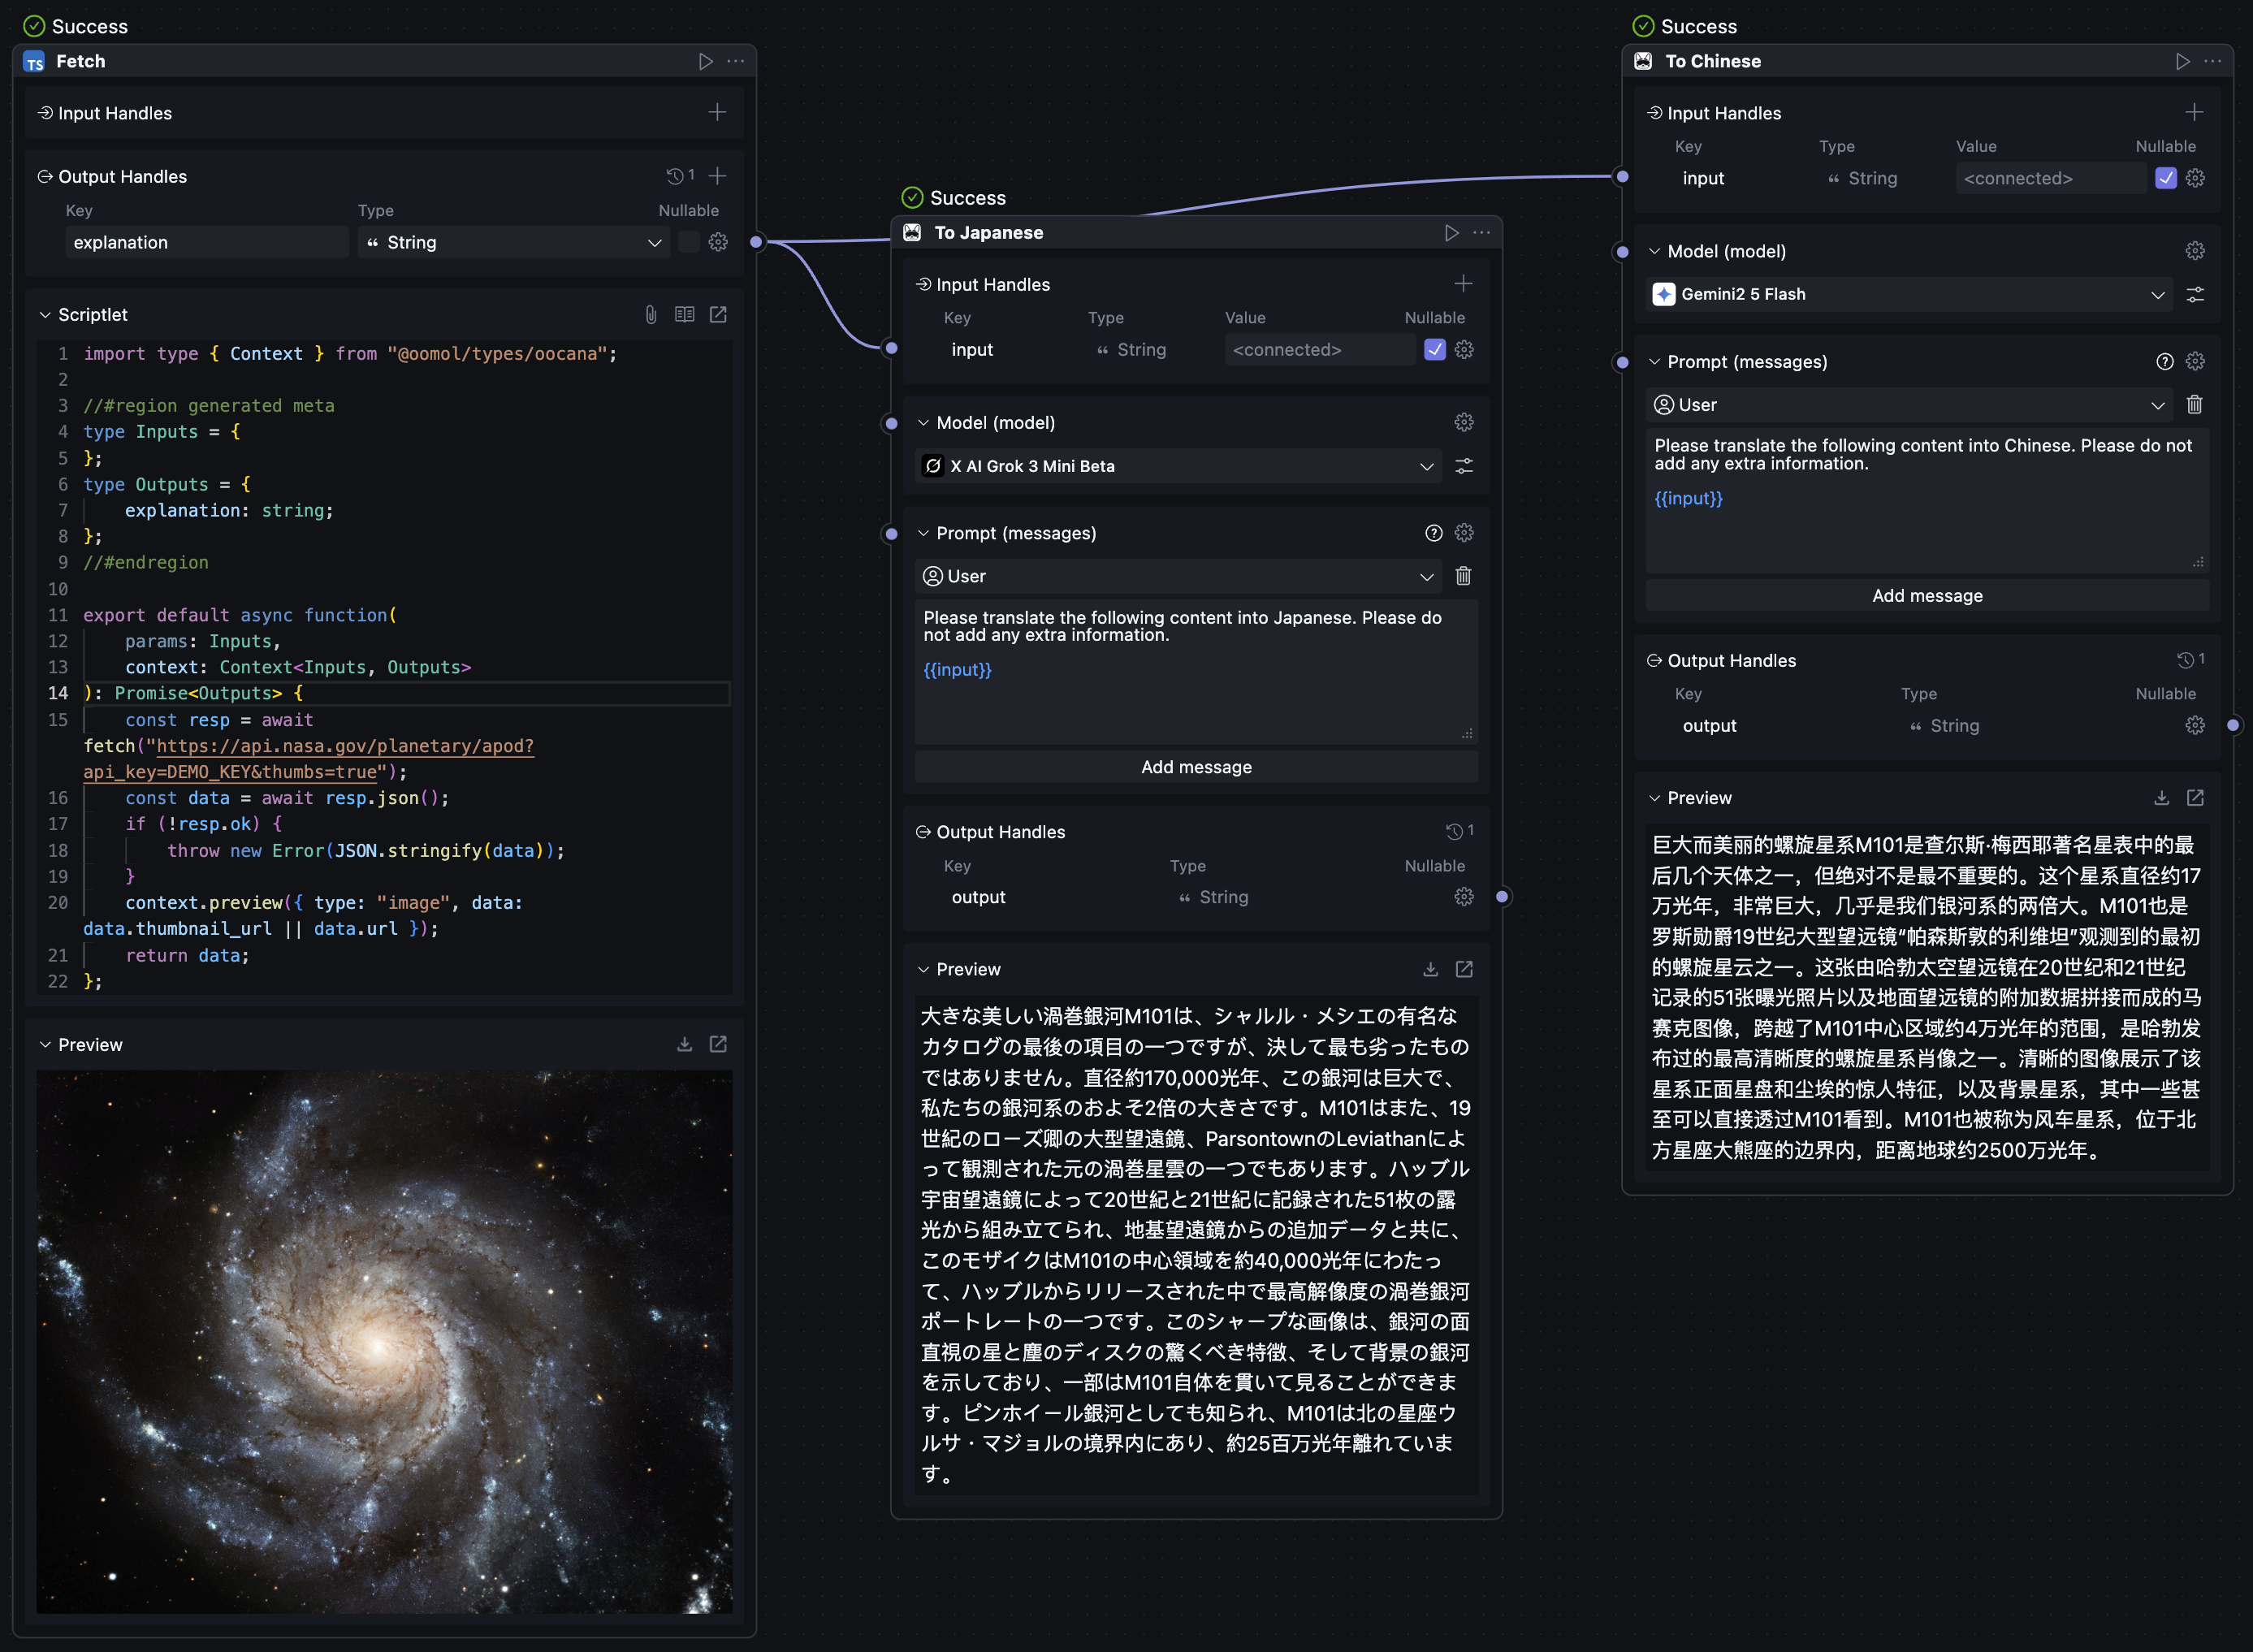 Success
TS Fetch
Input Handles
Output Handles 1
Key Type Nullable
explanation “ String
Scriptlet
1 import type { Context } from "@oomol/types/oocana";
2
3 //#region generated meta
4 type Inputs = {
5 };
6 type Outputs = {
7 explanation: string;
8 };
9 //#endregion
10
11 export default async function(
12 params: Inputs,
13 context: Context<Inputs, Outputs>
14 ): Promise<Outputs> {
15 const resp = await
fetch("https://api.nasa.gov/planetary/apod?
api_key=DEMO_KEY&thumbs=true");
16 const data = await resp.json();
17 if (!resp.ok) {
18 throw new Error(JSON.stringify(data));
19 }
20 context.preview({ type: "image", data:
data.thumbnail_url || data.url });
21 return data;
22 };
Preview
Success
To Japanese
Input Handles
Key Type Value Nullable
input “ String <connected>
Model (model)
X AI Grok 3 Mini Beta
Prompt (messages)
User
Please translate the following content into Japanese. Please do
not add any extra information.
{{input}}
Add message
Output Handles 1
Key Type Nullable
output “ String
Preview
大きな美しい渦巻銀河M101は、シャルル・メシエの有名な
カタログの最後の項目の一つですが、決して最も劣ったもの
ではありません。直径約170,000光年、この銀河は巨大で、
私たちの銀河系のおよそ2倍の大きさです。M101はまた、19
世紀のローズ卿の大型望遠鏡、ParsontownのLeviathanによ
って観測された元の渦巻星雲の一つでもあります。ハッブル
宇宙望遠鏡によって20世紀と21世紀に記録された51枚の露
光から組み立てられ、地基望遠鏡からの追加データと共に、
このモザイクはM101の中心領域を約40,000光年にわたっ
て、ハッブルからリリースされた中で最高解像度の渦巻銀河
ポートレートの一つです。このシャープな画像は、銀河の面
直視の星と塵のディスクの驚くべき特徴、そして背景の銀河
を示しており、一部はM101自体を貫いて見ることができま
す。ピンホイール銀河としても知られ、M101は北の星座ウ
ルサ・マジョルの境界内にあり、約25百万光年離れていま
す。
Success
To Chinese
Input Handles
Key Type Value Nullable
input “ String <connected>
Model (model)
Gemini2 5 Flash
Prompt (messages)
User
Please translate the following content into Chinese. Please do not
add any extra information.
{{input}}
Add message
Output Handles 1
Key Type Nullable
output “ String
Preview
巨大而美丽的螺旋星系M101是查尔斯·梅西耶著名星表中的最
后几个天体之一，但绝对不是最不重要的。这个星系直径约17
万光年，非常巨大，几乎是我们银河系的两倍大。M101也是
罗斯勋爵19世纪大型望远镜“帕森斯敦的利维坦”观测到的最初
的螺旋星云之一。这张由哈勃太空望远镜在20世纪和21世纪
记录的51张曝光照片以及地面望远镜的附加数据拼接而成的马
赛克图像，跨越了M101中心区域约4万光年的范围，是哈勃发
布过的最高清晰度的螺旋星系肖像之一。清晰的图像展示了该
星系正面星盘和尘埃的惊人特征，以及背景星系，其中一些甚
至可以直接透过M101看到。M101也被称为风车星系，位于北
方星座大熊座的边界内，距离地球约2500万光年。